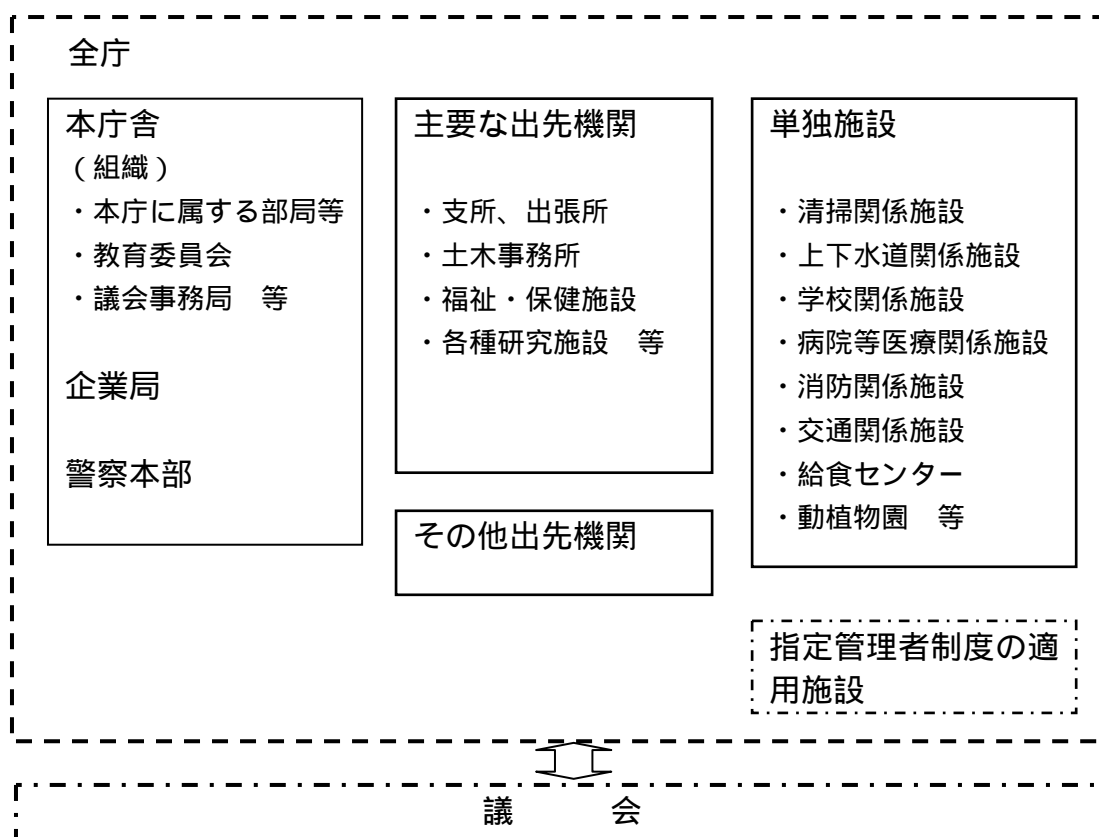 全庁
本庁舎
（組織）
・本庁に属する部局等
・教育委員会
・議会事務局　等
企業局
警察本部
主要な出先機関
・支所、出張所
・土木事務所
・福祉・保健施設
・各種研究施設　等
その他出先機関
単独施設
・清掃関係施設
・上下水道関係施設
・学校関係施設
・病院等医療関係施設
・消防関係施設
・交通関係施設
・給食センター
・動植物園　等
指定管理者制度の適
用施設
議　　　会